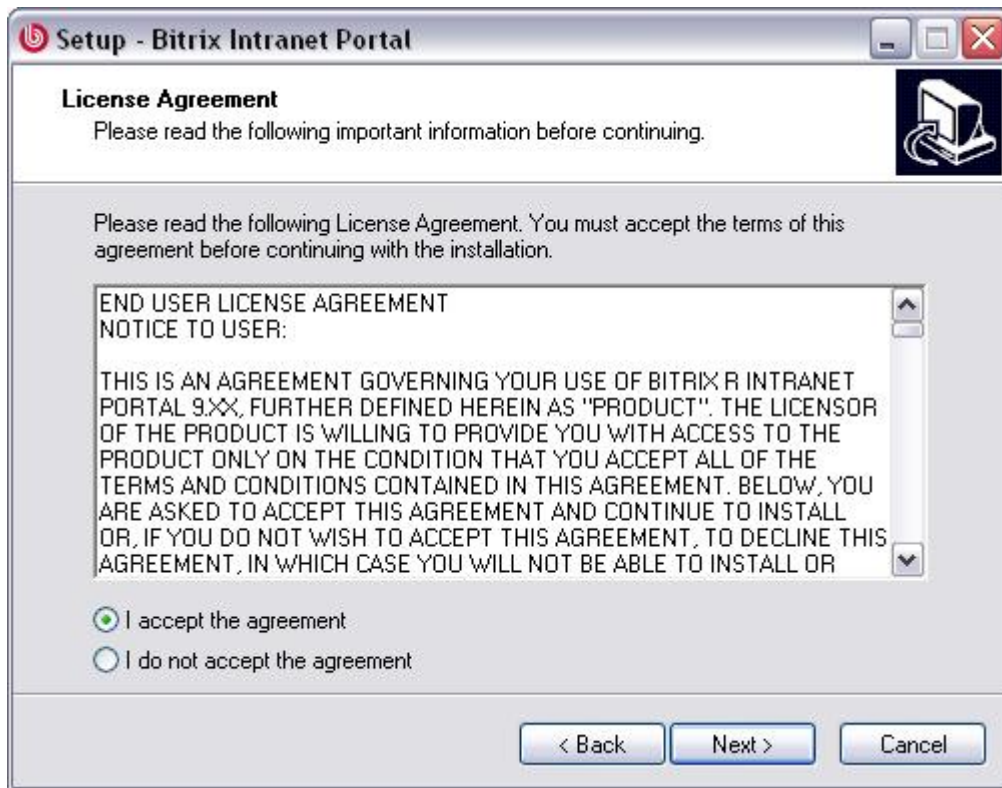 Setup - Bitrix Intranet Portal
License Agreement
Please read the following important information before continuing.
Please read the following License Agreement. You must accept the terms of this
agreement before continuing with the installation.
END USER LICENSE AGREEMENT
NOTICE TO USER:
THIS IS AN AGREEMENT GOVERNING YOUR USE OF BITRIX R INTRANET
PORTAL 9.XX, FURTHER DEFINED HEREIN AS "PRODUCT". THE LICENSOR
OF THE PRODUCT IS WILLING TO PROVIDE YOU WITH ACCESS TO THE
PRODUCT ONLY ON THE CONDITION THAT YOU ACCEPT ALL OF THE
TERMS AND CONDITIONS CONTAINED IN THIS AGREEMENT. BELOW, YOU
ARE ASKED TO ACCEPT THIS AGREEMENT AND CONTINUE TO INSTALL
OR, IF YOU DO NOT WISH TO ACCEPT THIS AGREEMENT, TO DECLINE THIS
AGREEMENT, IN WHICH CASE YOU WILL NOT BE ABLE TO INSTALL OR
I accept the agreement
I do not accept the agreement
< Back Next > Cancel